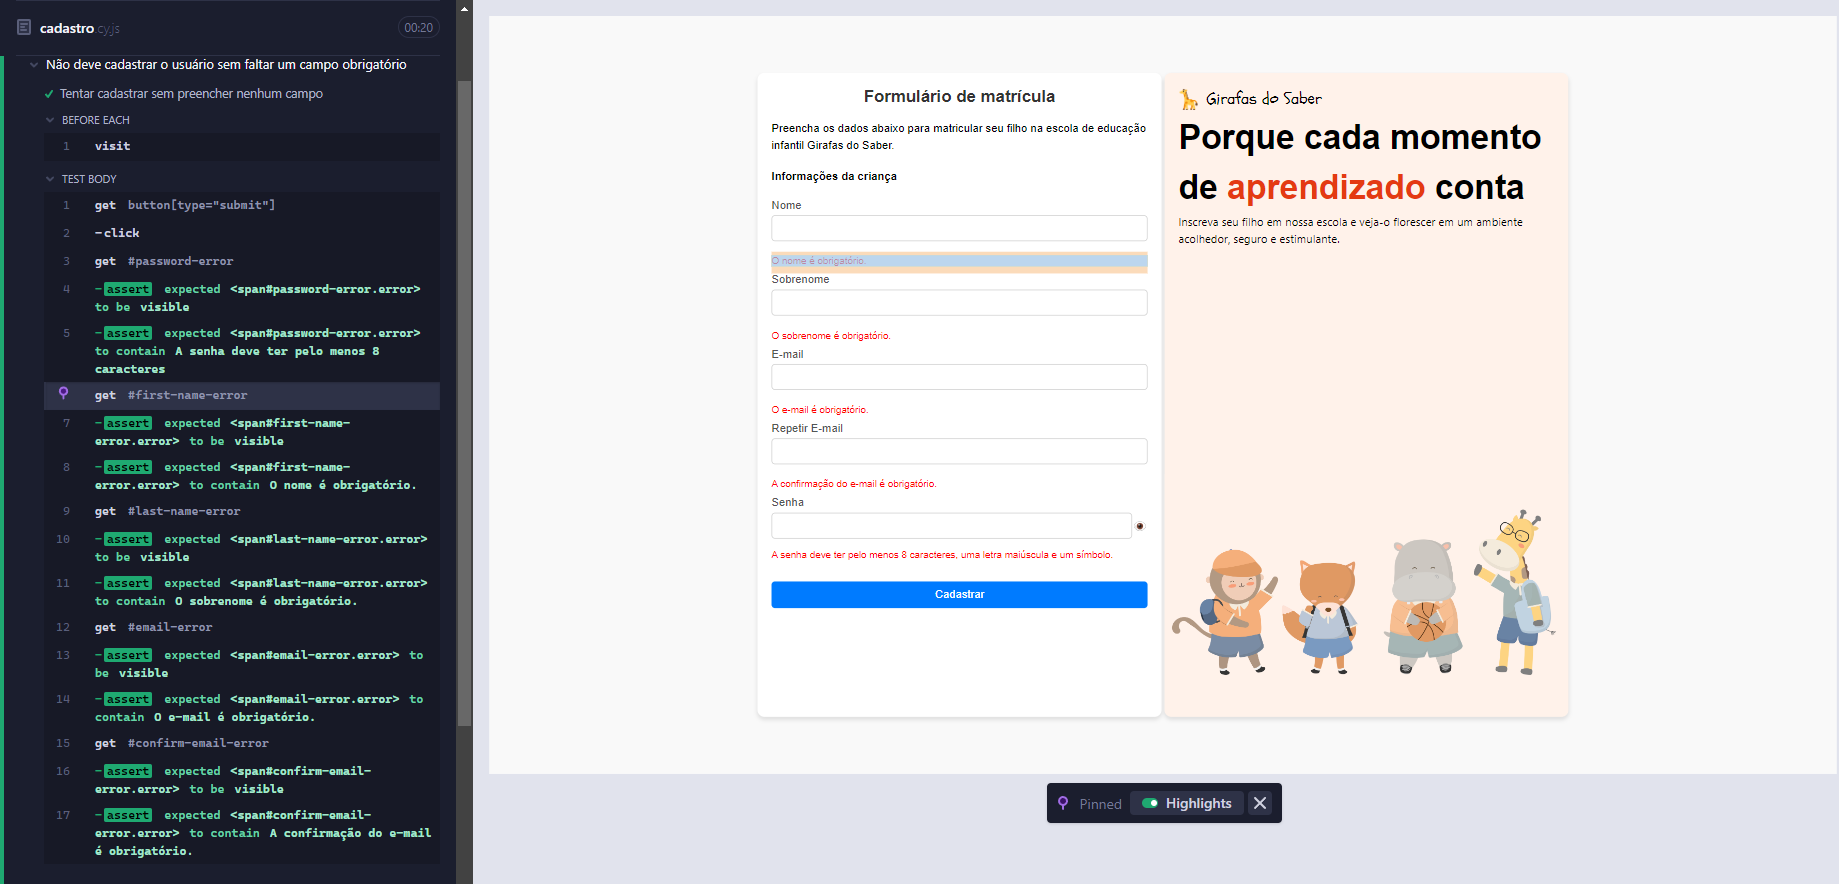 cadastro.cy.js
00:20
Não deve cadastrar o usuário sem faltar um campo obrigatório
Tentar cadastrar sem preencher nenhum campo
BEFORE EACH
1 visit
TEST BODY
1 get button[type="submit"]
2 -click
3 get #password-error
4 -assert expected <span#password-error.error>
to be visible
5 -assert expected <span#password-error.error>
to contain A senha deve ter pelo menos 8
caracteres
get #first-name-error
7 -assert expected <span#first-name-
error.error> to be visible
8 -assert expected <span#first-name-
error.error> to contain O nome é obrigatório.
9 get #last-name-error
10 -assert expected <span#last-name-error.error>
to be visible
11 -assert expected <span#last-name-error.error>
to contain O sobrenome é obrigatório.
12 get #email-error
13 -assert expected <span#email-error.error> to
be visible
14 -assert expected <span#email-error.error> to
contain O e-mail é obrigatório.
15 get #confirm-email-error
16 -assert expected <span#confirm-email-
error.error> to be visible
17 -assert expected <span#confirm-email-
error.error> to contain A confirmação do e-mail
é obrigatório.
Formulário de matrícula
Preencha os dados abaixo para matricular seu filho na escola de educação
infantil Girafas do Saber.
Informações da criança
Nome
O nome é obrigatório.
Sobrenome
O sobrenome é obrigatório.
E-mail
O e-mail é obrigatório.
Repetir E-mail
A confirmação do e-mail é obrigatório.
Senha
A senha deve ter pelo menos 8 caracteres, uma letra maiúscula e um símbolo.
Cadastrar
Girafas do Saber
Porque cada momento
de aprendizado conta
Inscreva seu filho em nossa escola e veja-o florescer em um ambiente
acolhedor, seguro e estimulante.
Pinned
Highlights